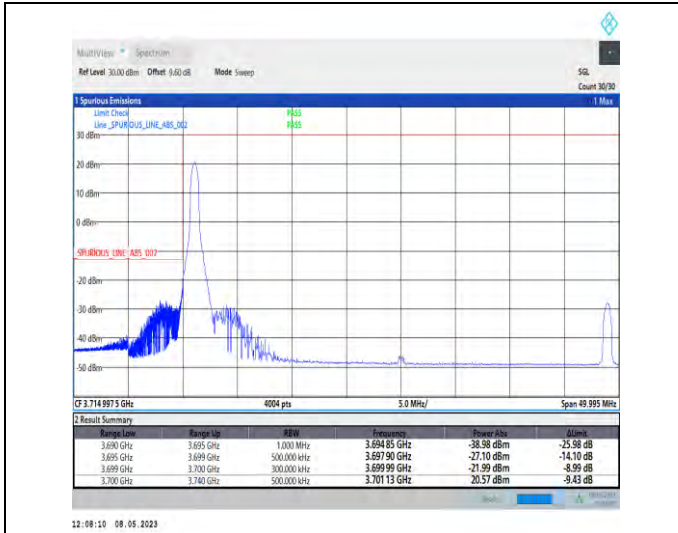 MultiView Spectrum
Ref Level 30.00 dBm Offset 9.60 dB Mode Sweep SGL
Count 30/30
1 Spurious Emissions 1 Max
Limit Check PASS
Line _SPURIOUS_LINE_ABS_002 PASS
30 dBm
20 dBm
10 dBm
0 dBm
_SPURIOUS_LINE_ABS_002
-20 dBm
-30 dBm
-40 dBm
-50 dBm
CF 3.714 997 5 GHz 4004 pts 5.0 MHz/ Span 49.995 MHz
2 Result Summary
Range Low Range Up RBW Frequency Power Abs ΔLimit
3.690 GHz 3.695 GHz 1.000 MHz 3.694 85 GHz -38.98 dBm -25.98 dB
3.695 GHz 3.699 GHz 500.000 kHz 3.697 90 GHz -27.10 dBm -14.10 dB
3.699 GHz 3.700 GHz 300.000 kHz 3.699 99 GHz -21.99 dBm -8.99 dB
3.700 GHz 3.740 GHz 500.000 kHz 3.701 13 GHz 20.57 dBm -9.43 dB
12:08:10 08.05.2023